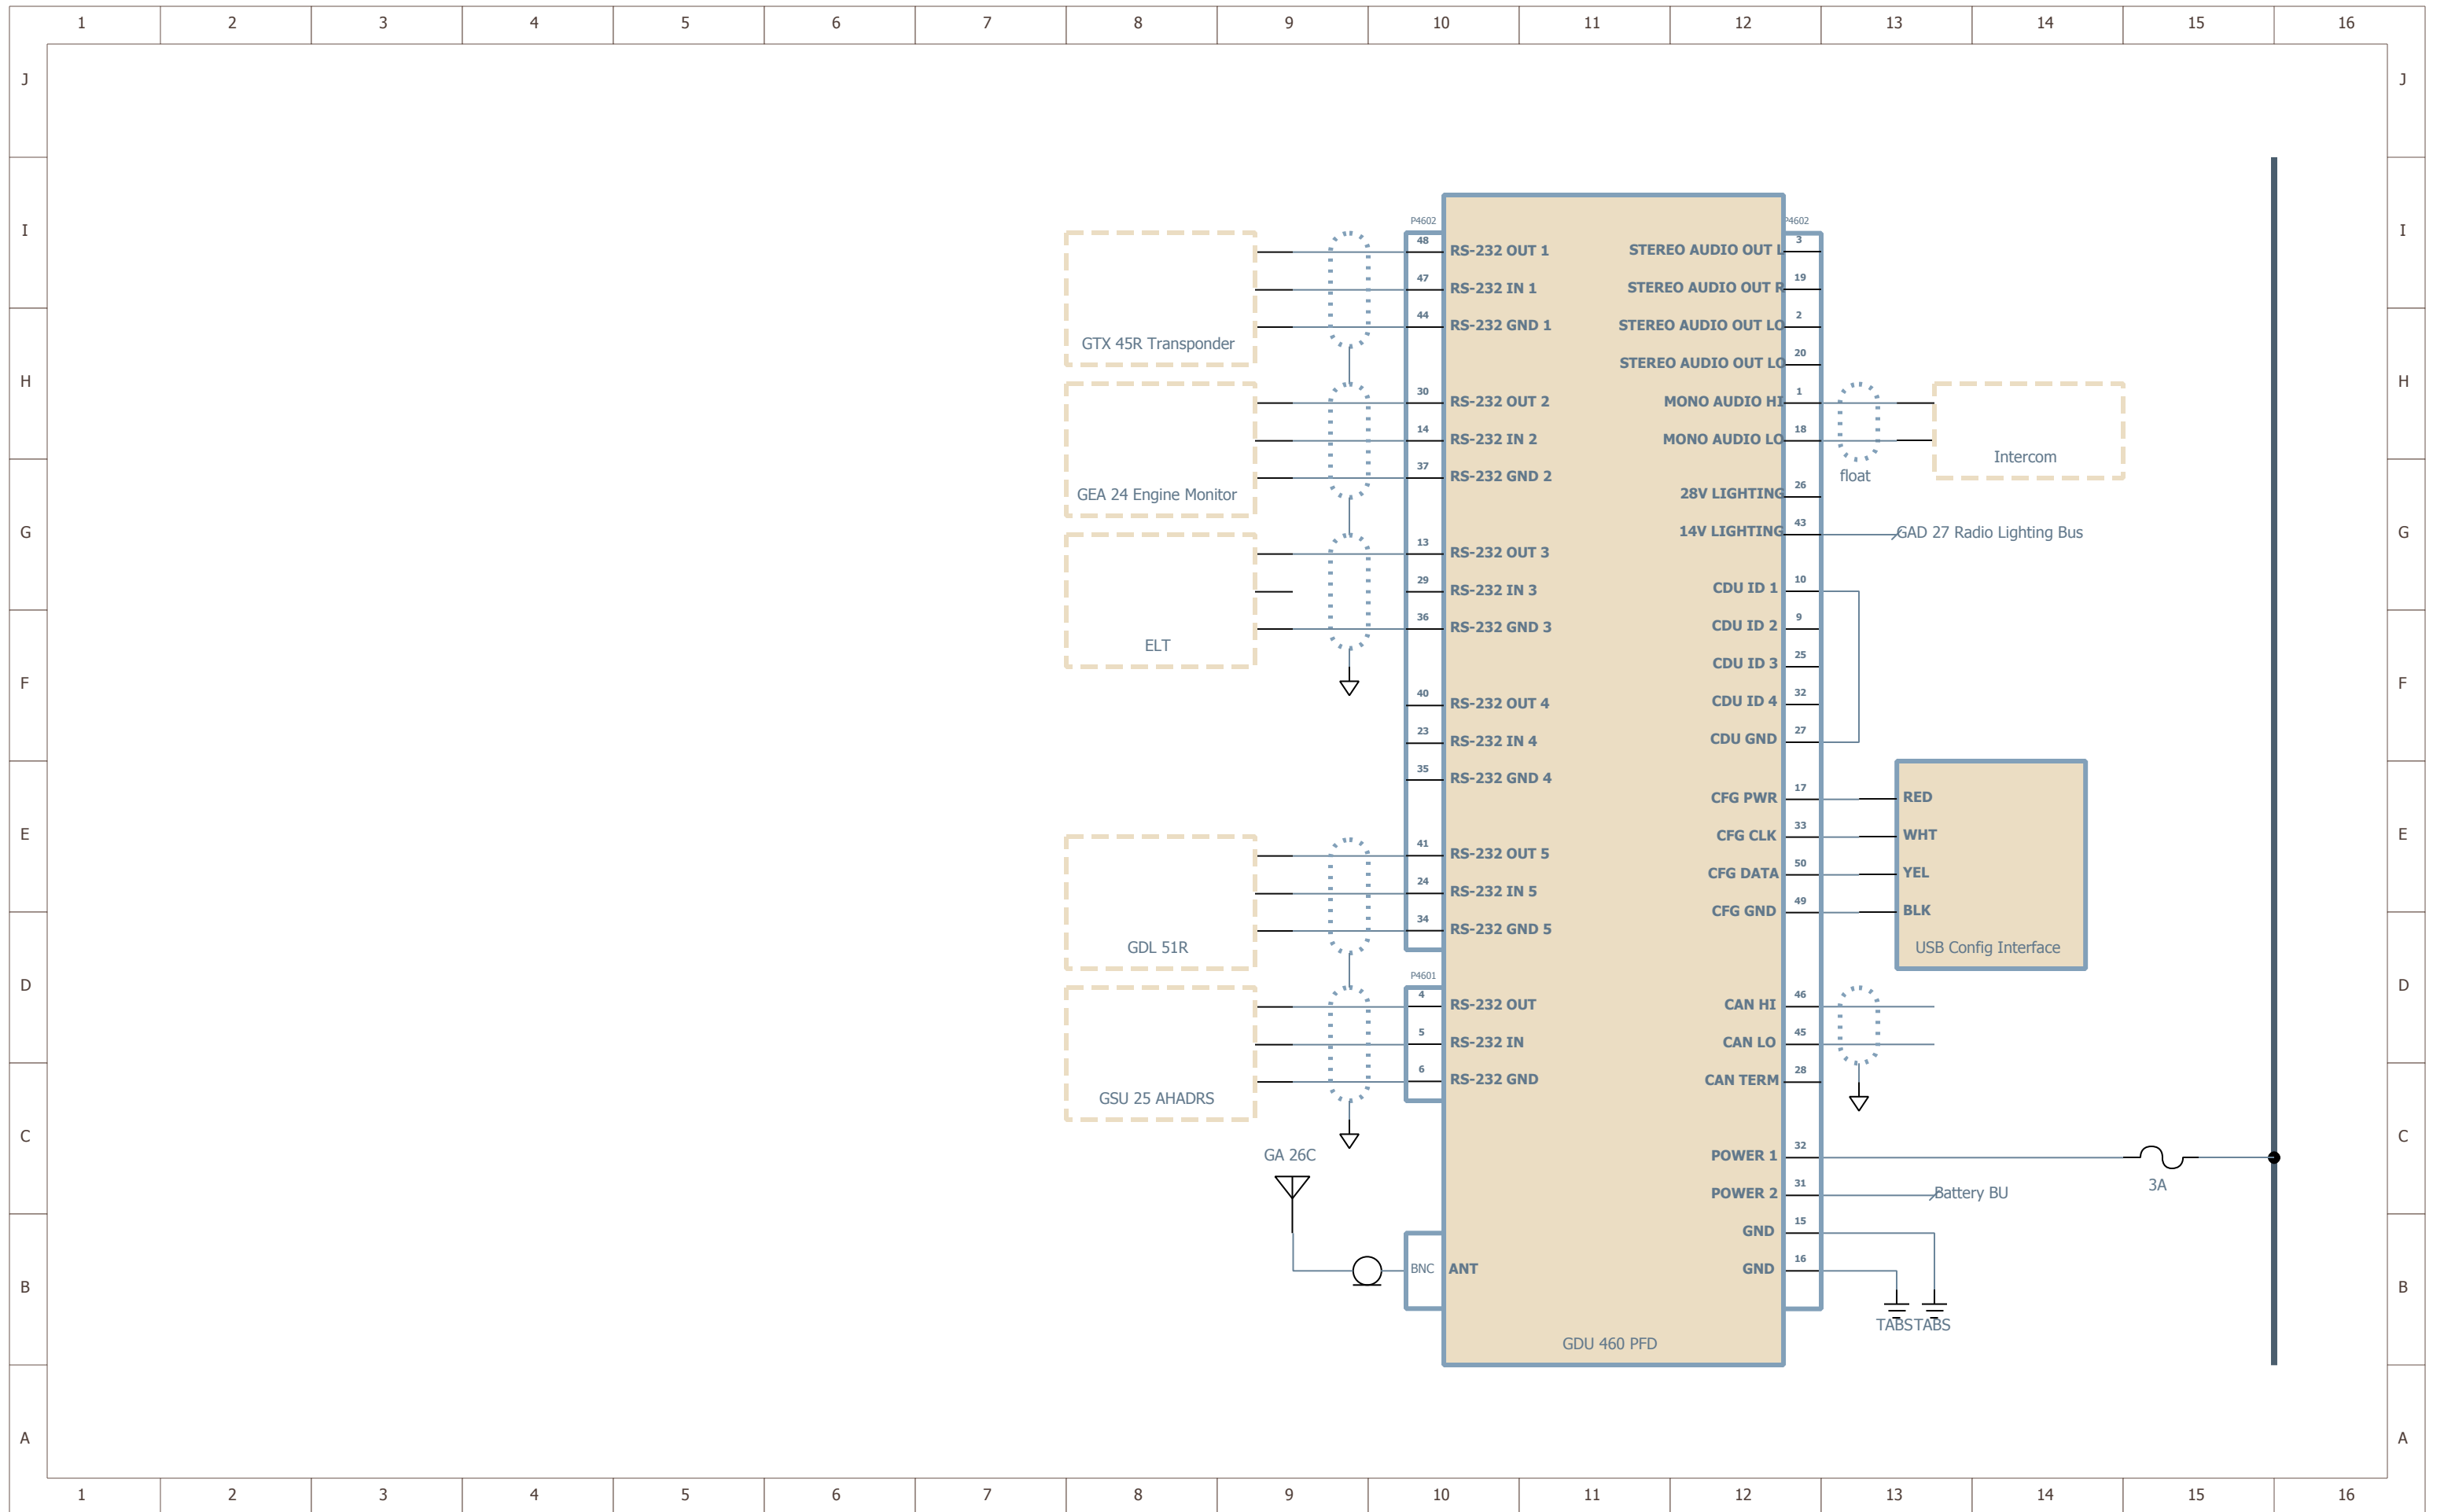 1 2 3 4 5 6 7 8 9 10 11 12 13 14 15 16
J J
I I
H H
G G
F F
E E
D D
C C
B B
A A
GTX 45R Transponder
GEA 24 Engine Monitor
ELT
GDL 51R
GSU 25 AHADRS
GA 26C
P4602
48 RS-232 OUT 1
47 RS-232 IN 1
44 RS-232 GND 1
30 RS-232 OUT 2
14 RS-232 IN 2
37 RS-232 GND 2
13 RS-232 OUT 3
29 RS-232 IN 3
36 RS-232 GND 3
40 RS-232 OUT 4
23 RS-232 IN 4
35 RS-232 GND 4
41 RS-232 OUT 5
24 RS-232 IN 5
34 RS-232 GND 5
P4601
4 RS-232 OUT
5 RS-232 IN
6 RS-232 GND
BNC ANT
GDU 460 PFD
P4602
STEREO AUDIO OUT L 3
STEREO AUDIO OUT R 19
STEREO AUDIO OUT LO 2
STEREO AUDIO OUT LO 20
MONO AUDIO HI 1
MONO AUDIO LO 18
28V LIGHTING 26
14V LIGHTING 43
CDU ID 1 10
CDU ID 2 9
CDU ID 3 25
CDU ID 4 32
CDU GND 27
CFG PWR 17
CFG CLK 33
CFG DATA 50
CFG GND 49
CAN HI 46
CAN LO 45
CAN TERM 28
POWER 1 32
POWER 2 31
GND 15
GND 16
float
Intercom
GAD 27 Radio Lighting Bus
RED
WHT
YEL
BLK
USB Config Interface
3A
Battery BU
TABS TABS
1 2 3 4 5 6 7 8 9 10 11 12 13 14 15 16